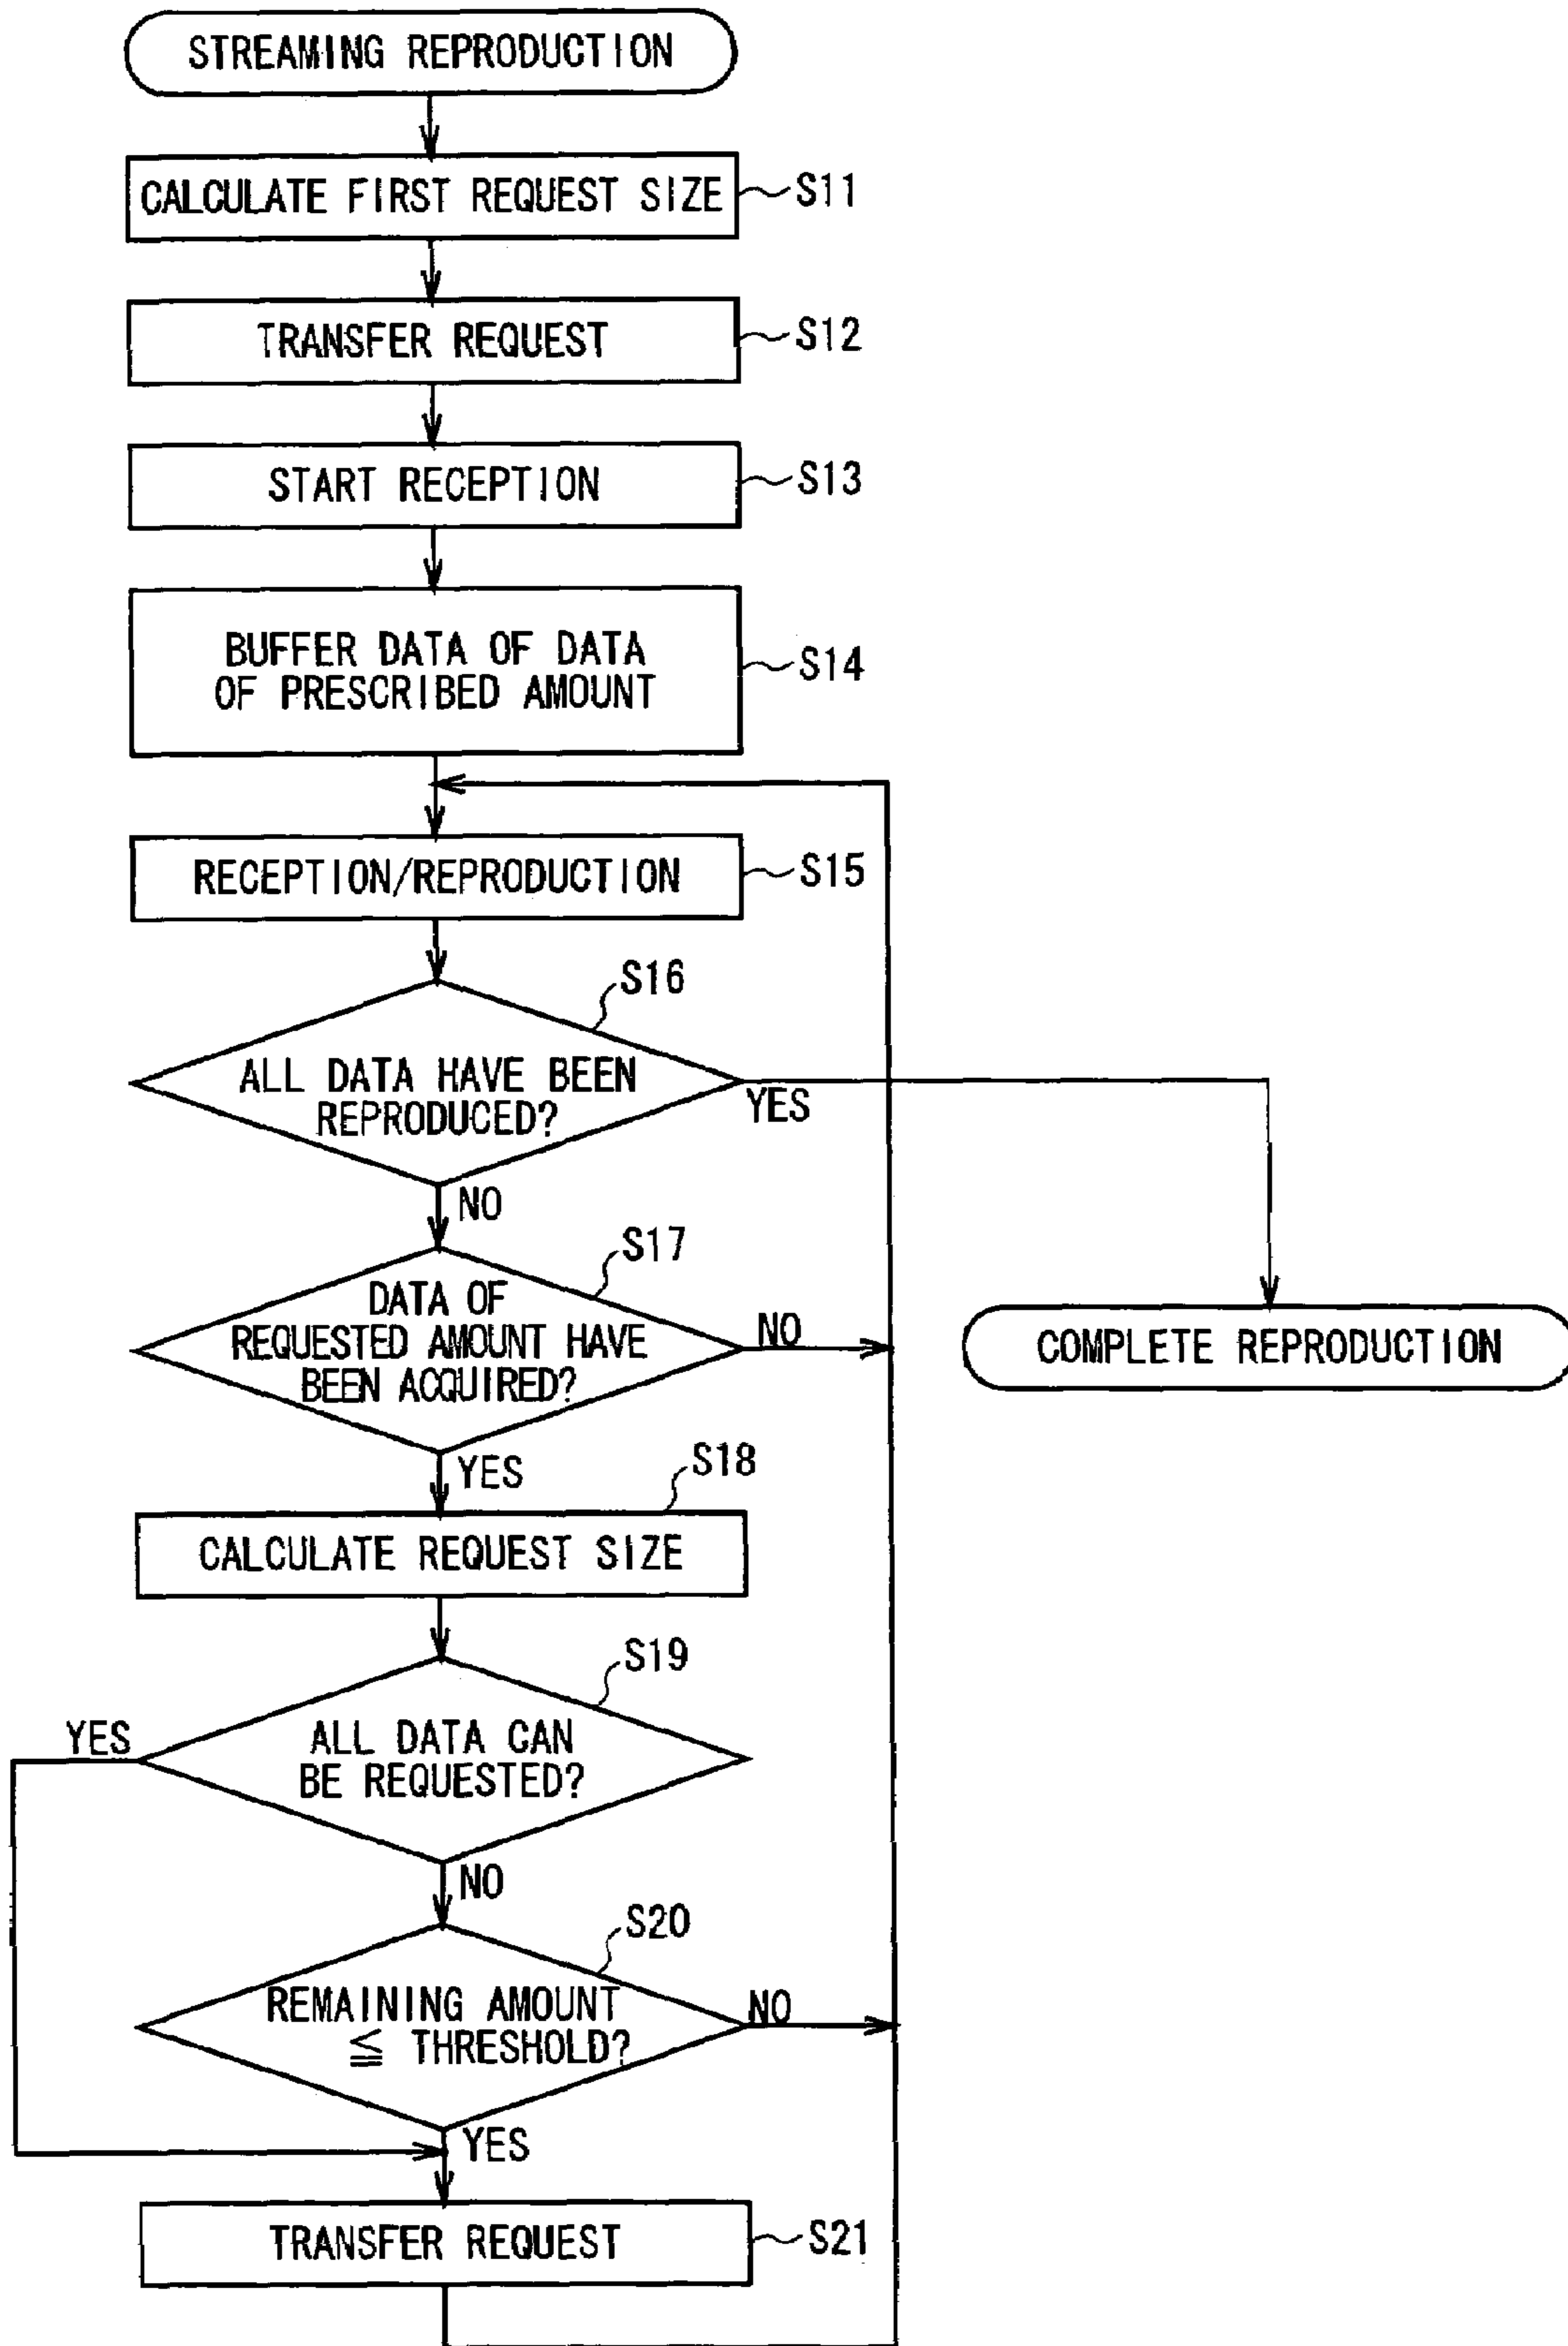 STREAMING REPRODUCTION
CALCULATE FIRST REQUEST SIZE
S11
TRANSFER REQUEST
S12
START RECEPTION
S13
BUFFER DATA OF DATA
OF PRESCRIBED AMOUNT
S14
RECEPTION/REPRODUCTION
S15
S16
ALL DATA HAVE BEEN
REPRODUCED?
YES
NO
S17
DATA OF
REQUESTED AMOUNT HAVE
BEEN ACQUIRED?
NO
COMPLETE REPRODUCTION
YES
S18
CALCULATE REQUEST SIZE
S19
YES
ALL DATA CAN
BE REQUESTED?
NO
S20
REMAINING AMOUNT
≦ THRESHOLD?
NO
YES
TRANSFER REQUEST
S21